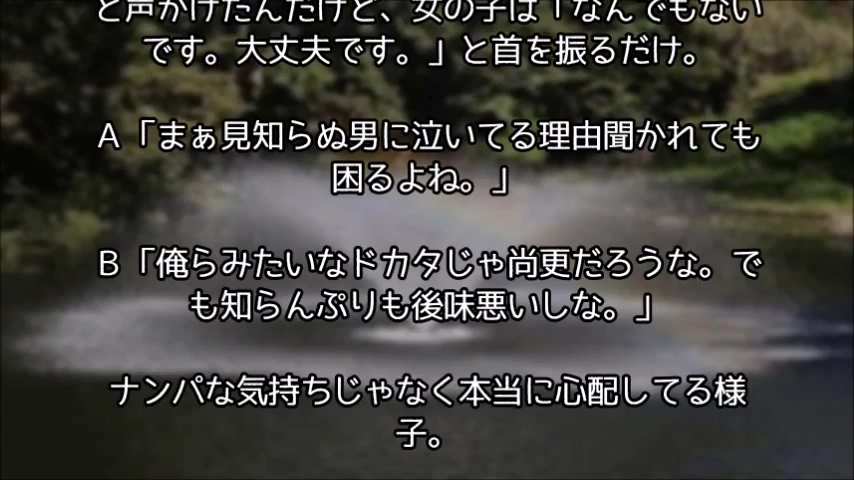 と声かけたんだけど、女の子は「なんでもない
です。大丈夫です。」と首を振るだけ。
A「まぁ見知らぬ男に泣いてる理由聞かれても
困るよね。」
B「俺らみたいなドカタじゃ尚更だろうな。で
も知らんぷりも後味悪いしな。」
ナンパな気持ちじゃなく本当に心配してる様
子。